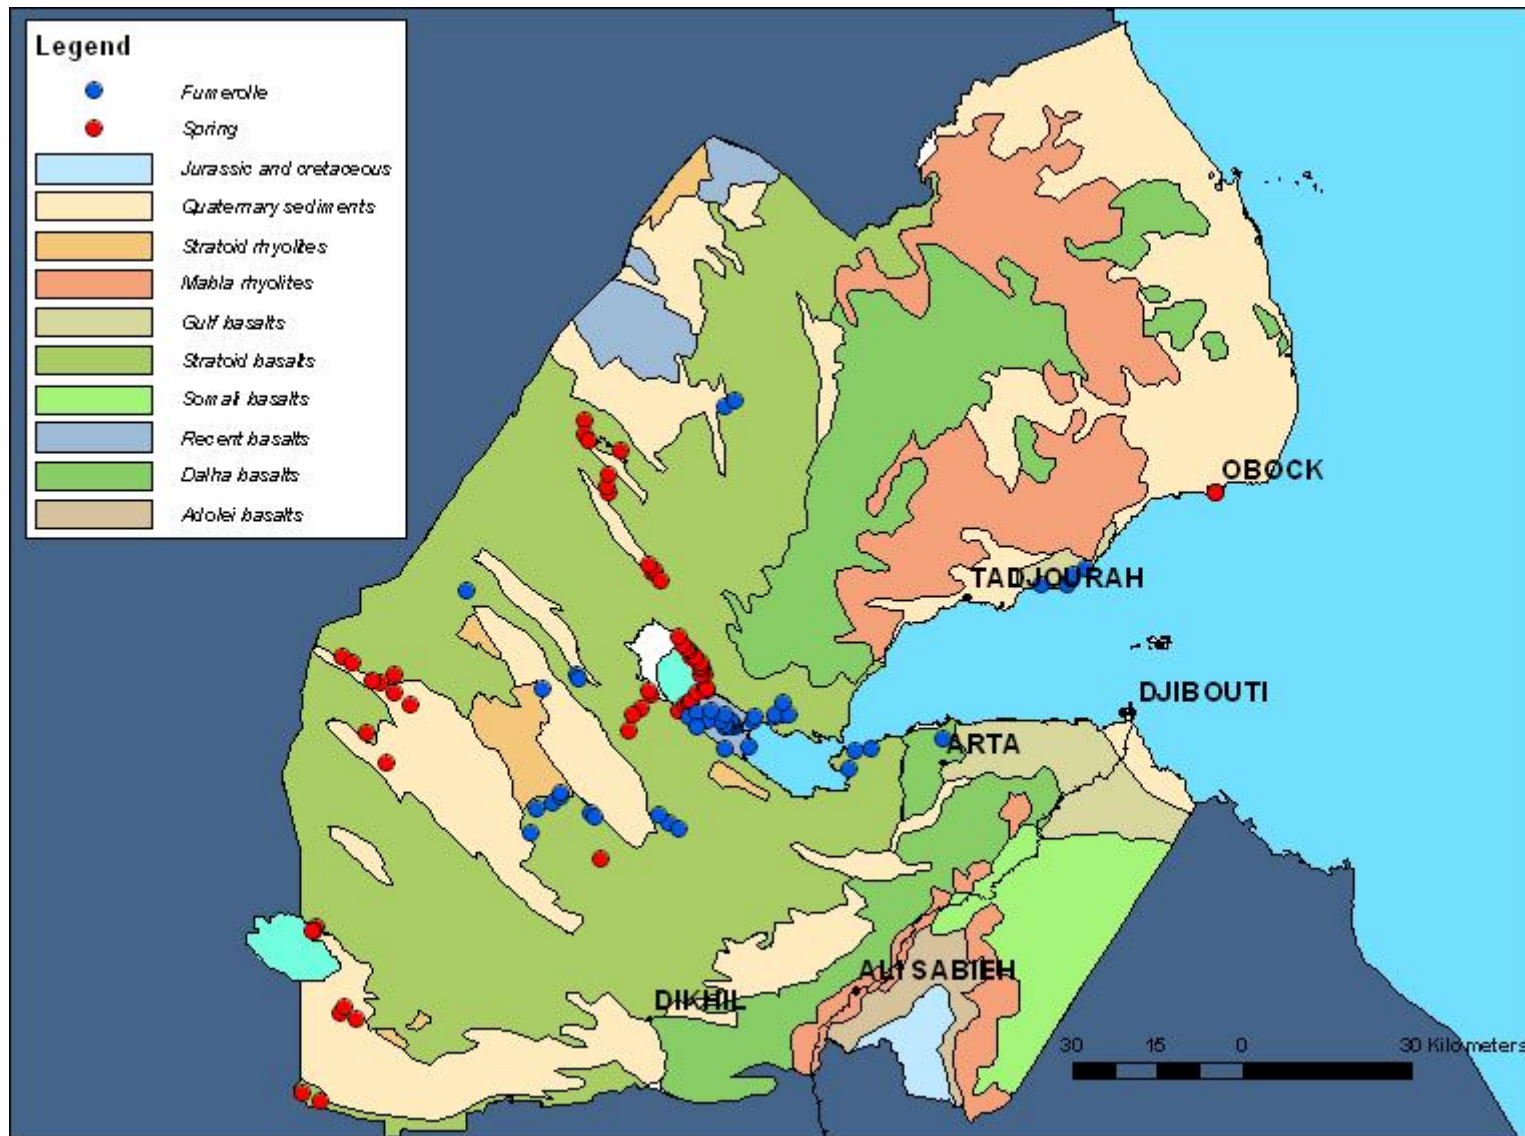 Legend
Fumerolle
Spring
Jurassic and cretaceous
Quaternary sediments
Stratoid rhyolites
Mabla rhyolites
Gulf basalts
Stratoid basalts
Somali basalts
Recent basalts
Dalha basalts
Adolei basalts
OBOCK
TADJOURAH
DJIBOUTI
ARTA
ALI SABIEH
DIKHIL
30 15 0 30 Kilometers